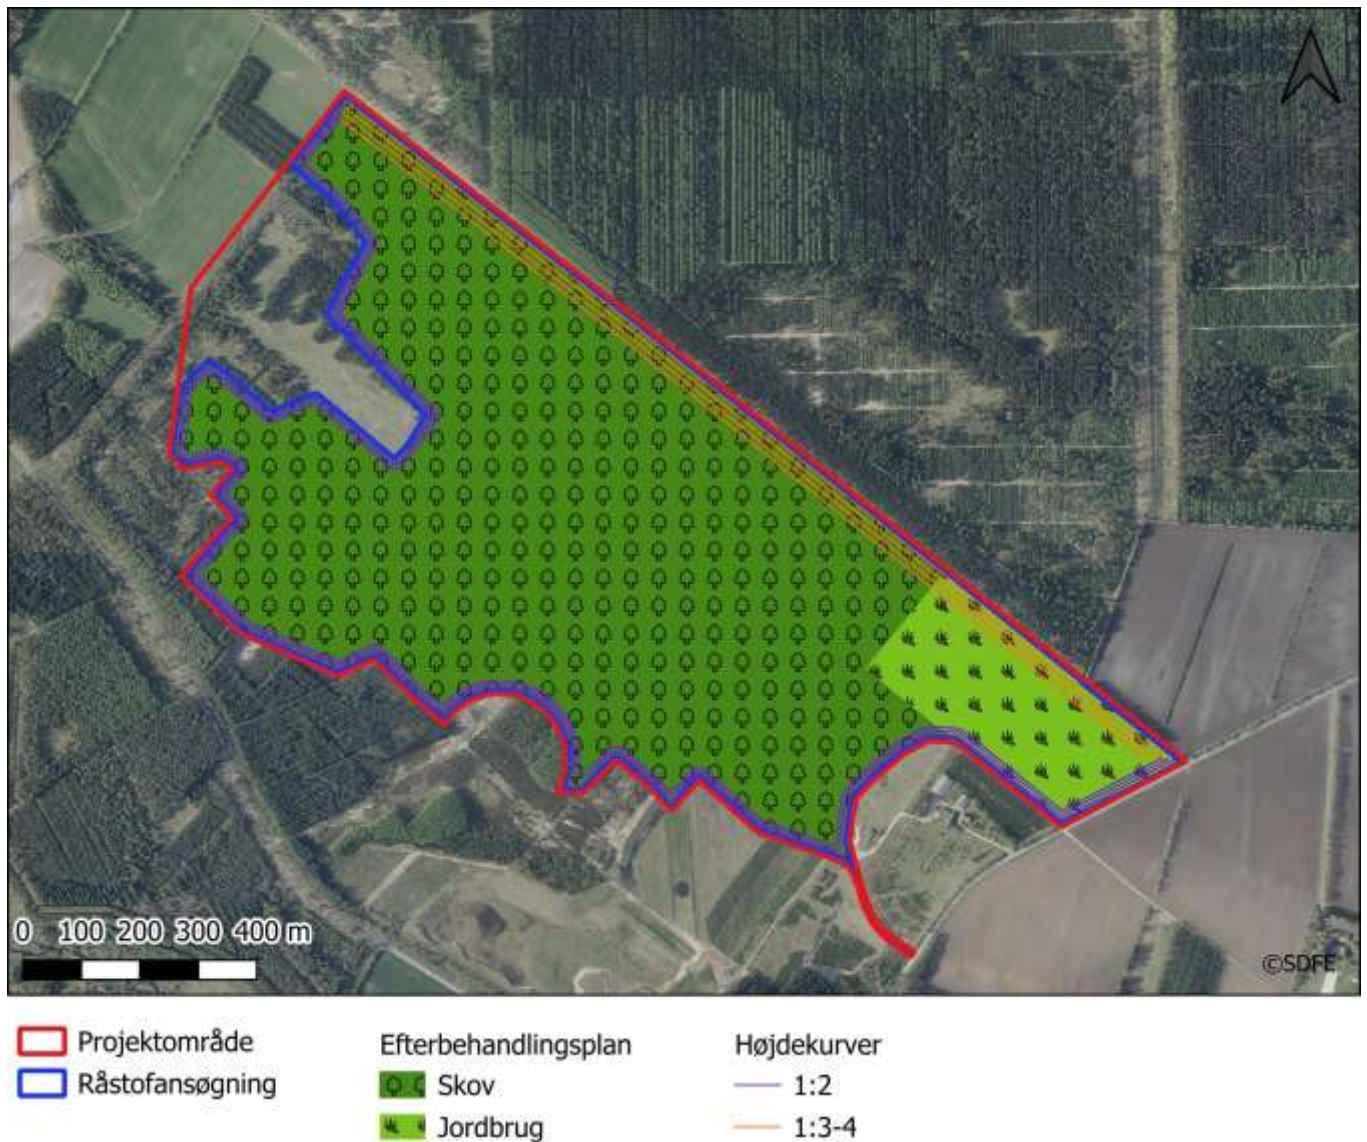 0 100 200 300 400 m
©SDFE
Projektområde
Råstofansøgning
Efterbehandlingsplan
Skov
Jordbrug
Højdekurver
1:2
1:3-4